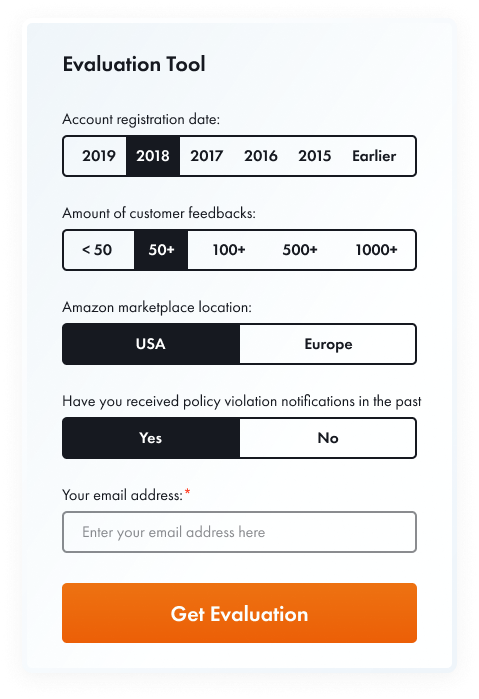 Evaluation Tool
Account registration date:
2019 2018 2017 2016 2015 Earlier
Amount of customer feedbacks:
< 50 50+ 100+ 500+ 1000+
Amazon marketplace location:
USA Europe
Have you received policy violation notifications in the past
Yes No
Your email address:*
Enter your email address here
Get Evaluation